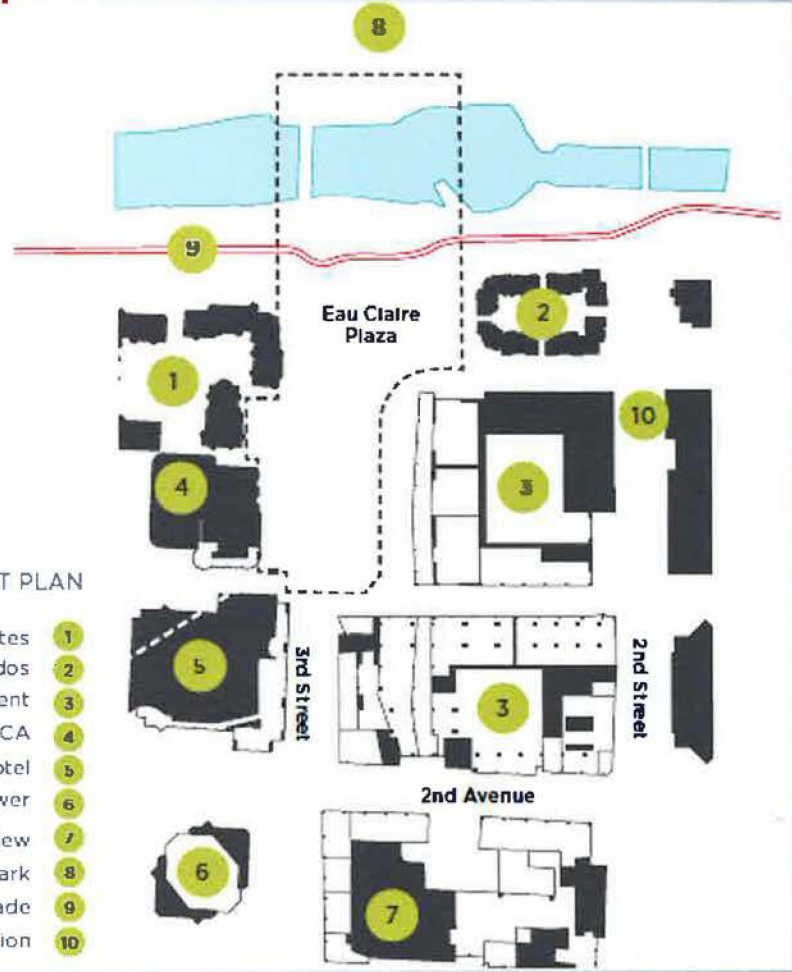 8
9
Eau Claire
Plaza
2
1
10
3
4
T PLAN
tes 1
dos 2
ent 3
CA 4
otel 5
wer 6
ew 7
ark 8
ade 9
ion 10
5
3rd Street
3
2nd Street
2nd Avenue
6
7